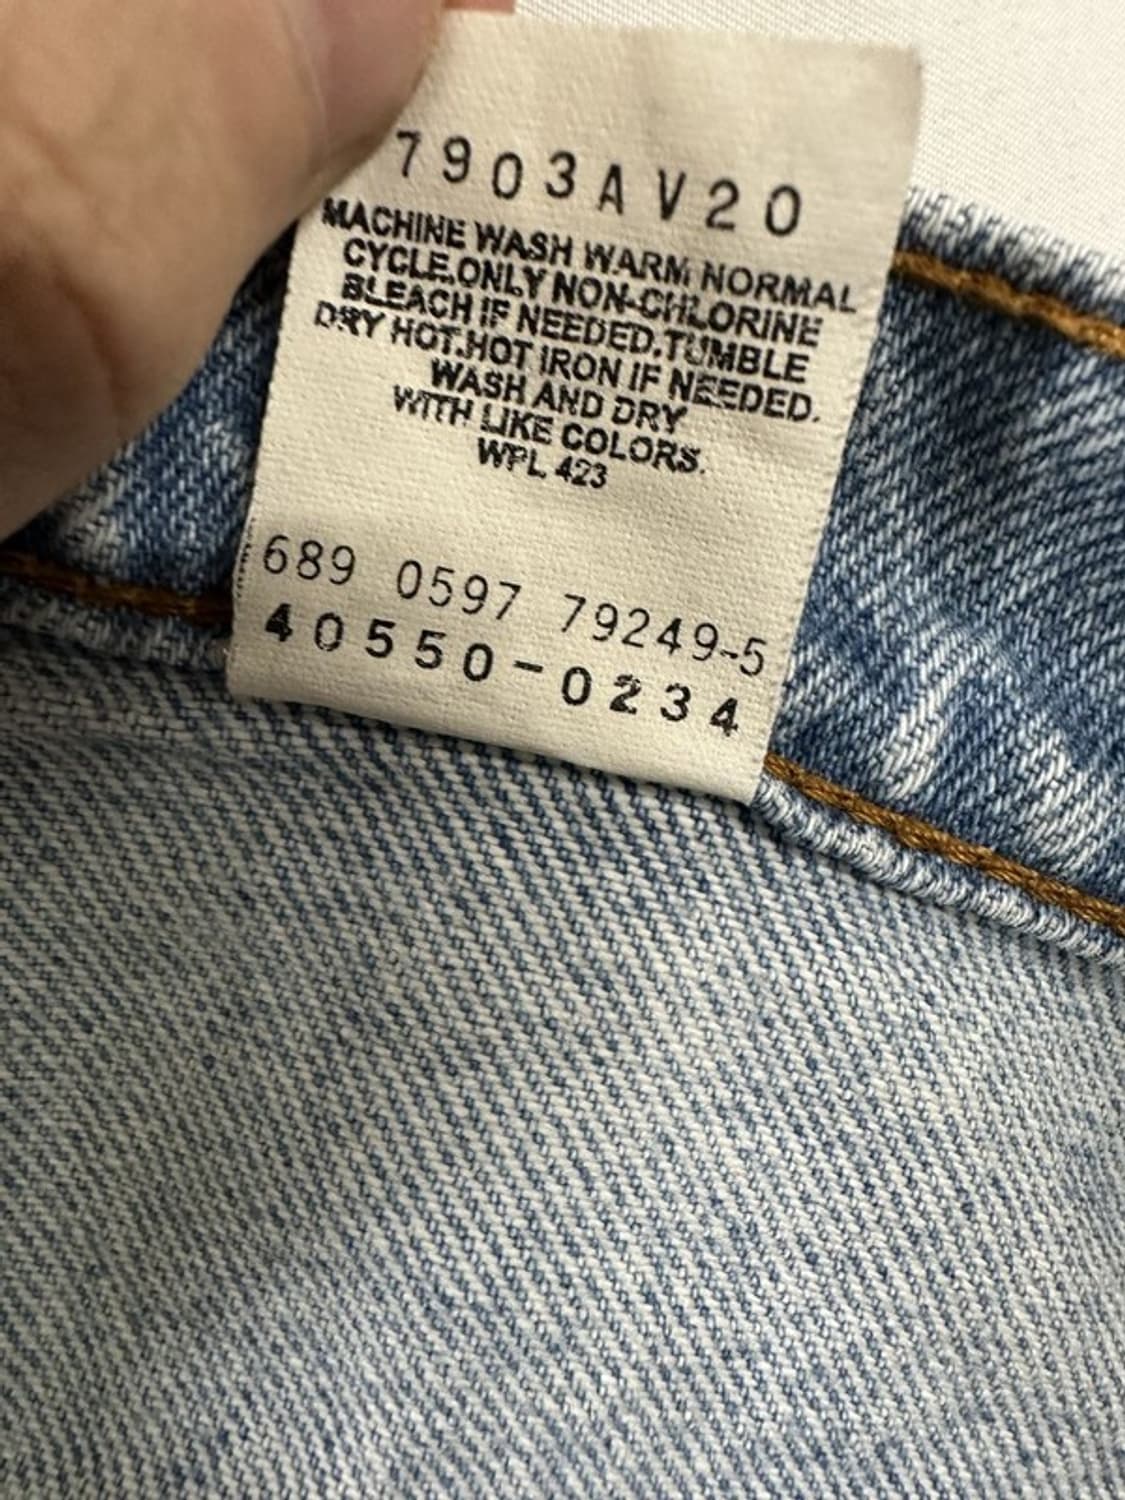 7903AV20
MACHINE WASH WARM NORMAL
CYCLE.ONLY NON-CHLORINE
BLEACH IF NEEDED.TUMBLE
DRY HOT.HOT IRON IF NEEDED.
WASH AND DRY
WITH LIKE COLORS.
WPL 423
689 0597 79249-5
40550-0234